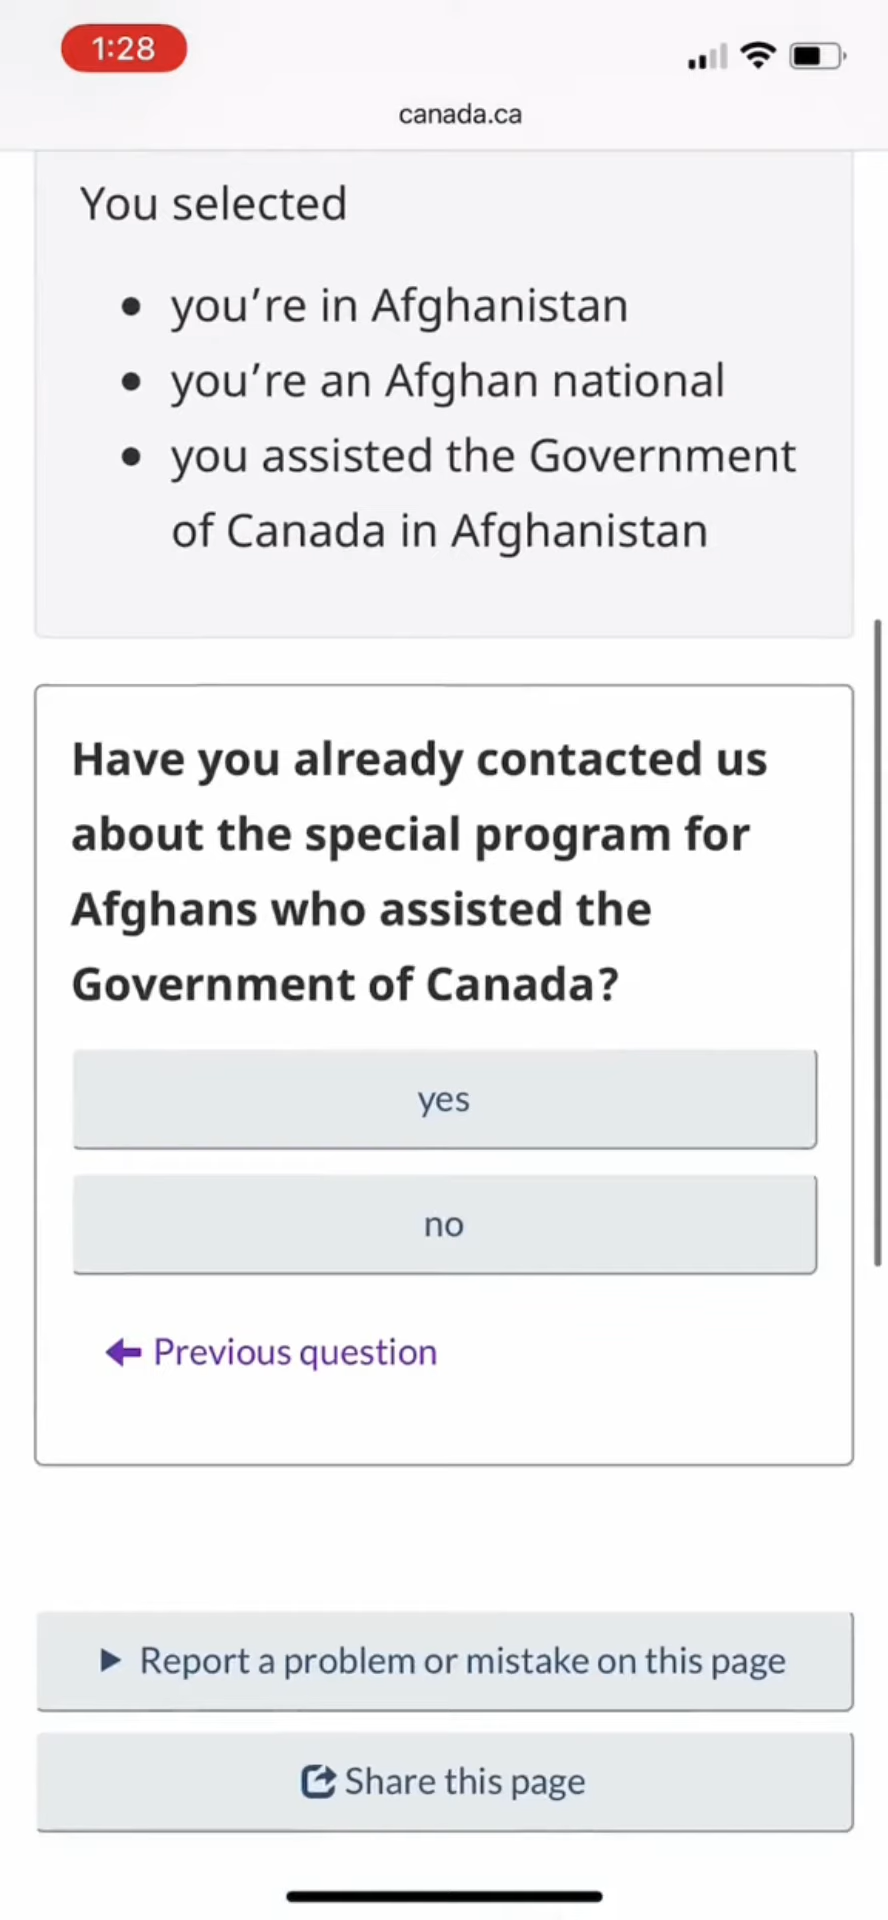 1:28
canada.ca
You selected
• you're in Afghanistan
• you're an Afghan national
• you assisted the Government
of Canada in Afghanistan
Have you already contacted us
about the special program for
Afghans who assisted the
Government of Canada?
yes
no
Previous question
Report a problem or mistake on this page
Share this page